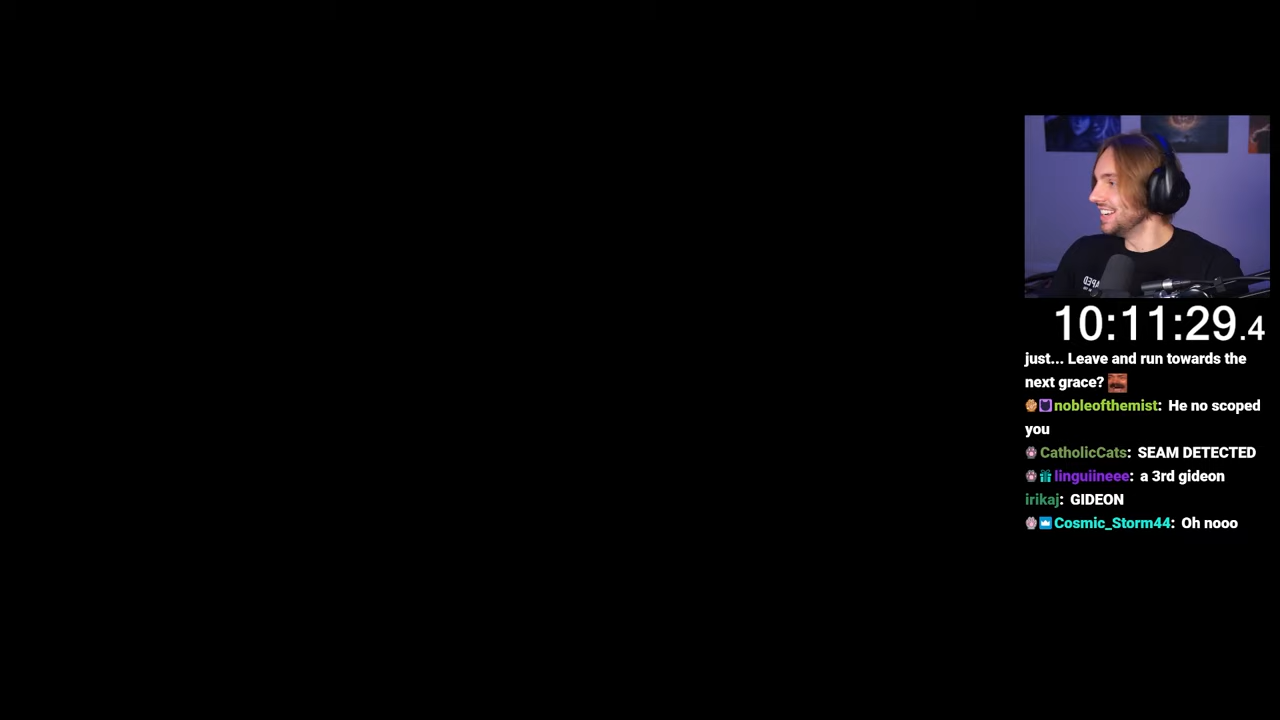 10:11:29.4
just... Leave and run towards the
next grace?
nobleofthemist: He no scoped
you
CatholicCats: SEAM DETECTED
linguiineee: a 3rd gideon
irikaj: GIDEON
Cosmic_Storm44: Oh nooo